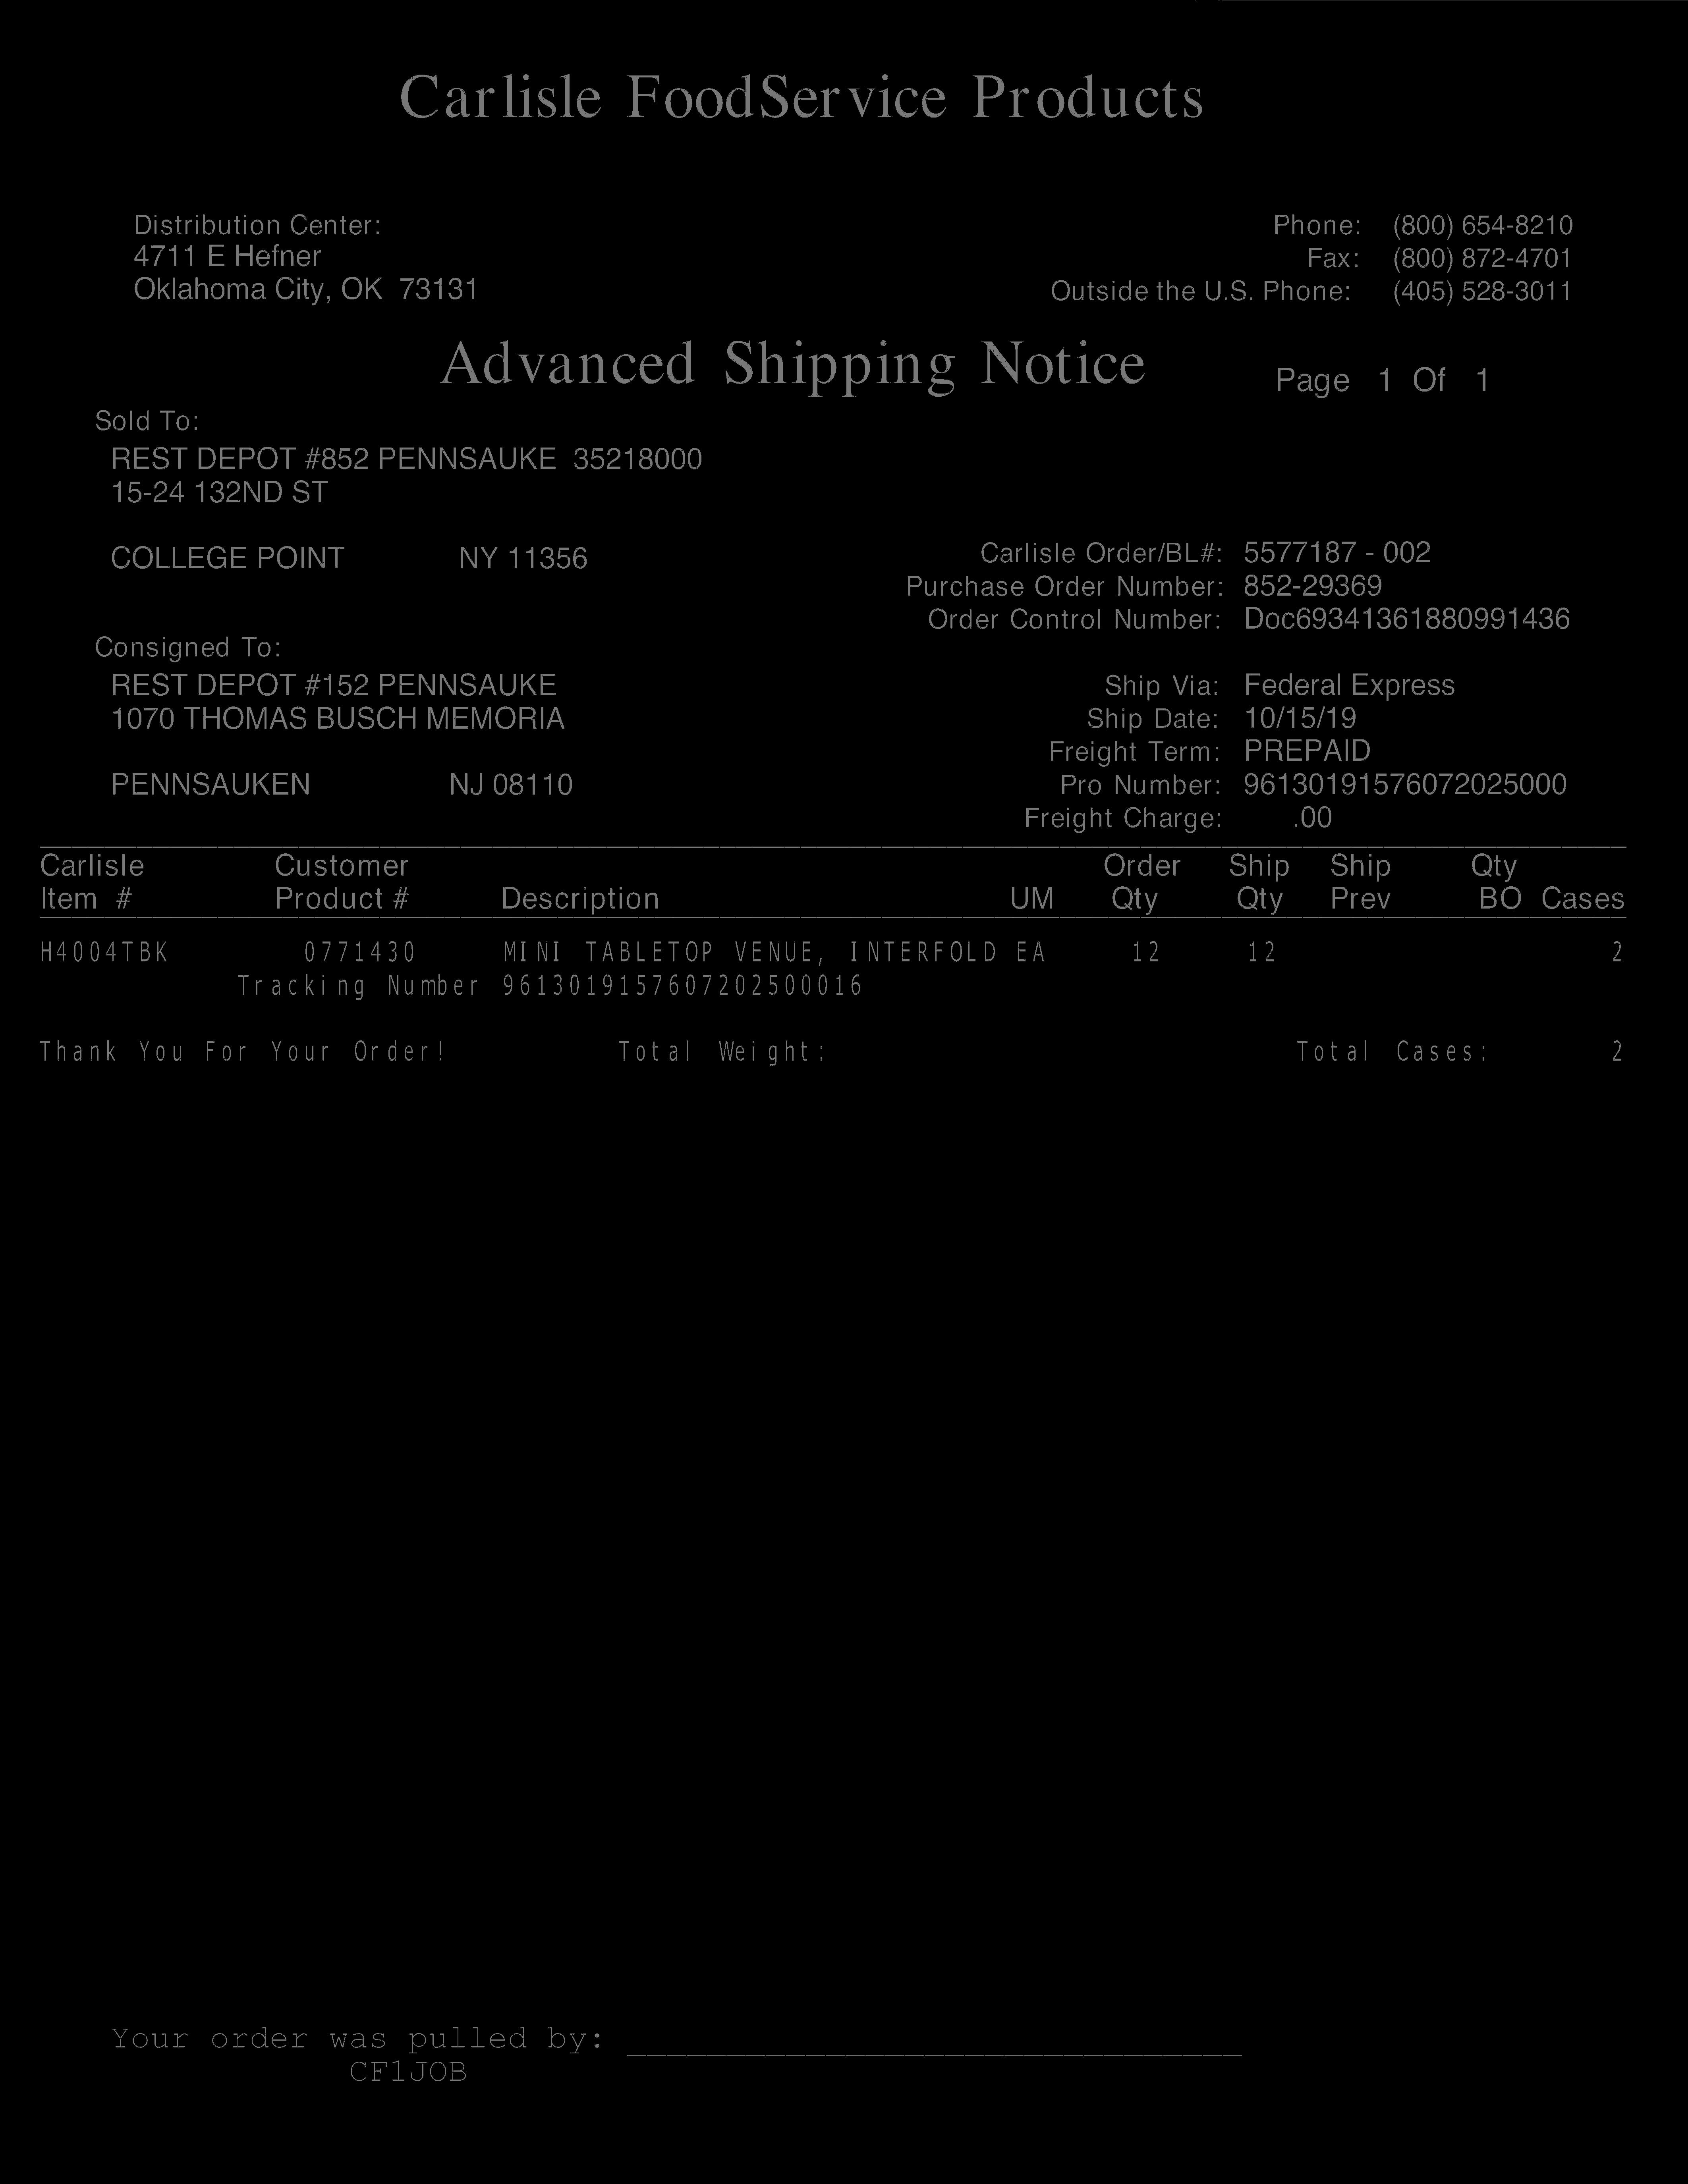 Carlisle FoodService Products
Distribution Center:
4711 E Hefner
Oklahoma City, OK 73131
Phone: (800) 654-8210
Fax: (800) 872-4701
Outside the U.S. Phone: (405) 528-3011
Advanced Shipping Notice Page 1 Of 1
Sold To:
REST DEPOT #852 PENNSAUKE 35218000
15-24 132ND ST
COLLEGE POINT NY 11356
Carlisle Order/BL#: 5577187 - 002
Purchase Order Number: 852-29369
Order Control Number: Doc69341361880991436
Consigned To:
REST DEPOT #152 PENNSAUKE
1070 THOMAS BUSCH MEMORIA
PENNSAUKEN NJ 08110
Ship Via: Federal Express
Ship Date: 10/15/19
Freight Term: PREPAID
Pro Number: 96130191576072025000
Freight Charge: .00
Carlisle Customer Order Ship Ship Qty
Item # Product # Description UM Qty Qty Prev BO Cases
H4004TBK 0771430 MINI TABLETOP VENUE, INTERFOLD EA 12 12 2
Tracking Number 9613019157607202500016
Thank You For Your Order! Total Weight: Total Cases: 2
Your order was pulled by:
CF1JOB